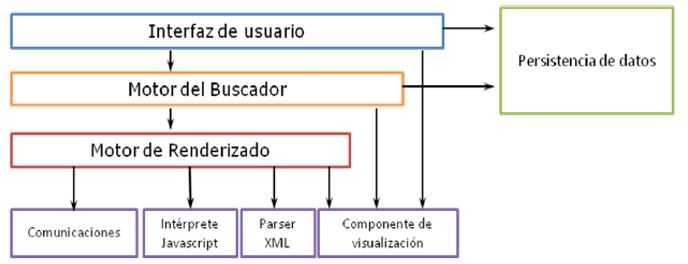 Interfaz de usuario
Persistencia de datos
Motor del Buscador
Motor de Renderizado
Comunicaciones
Intérprete
Javascript
Parser
XML
Componente de
visualización